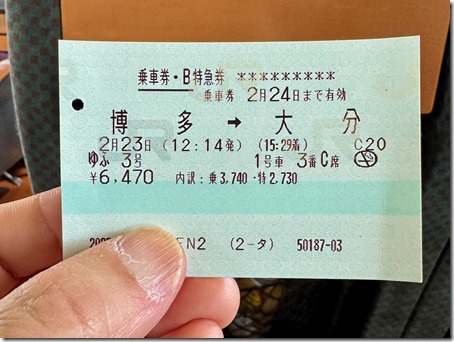 乗車券・B特急券 *********
乗車券 2月24日まで有効
博 多 → 大 分
2月23日 (12:14発) (15:29着) C20
ゆふ 3号 1号車 3番C席
¥6,470 内訳:乗3,740・特2,730
(2-タ) 50187-03